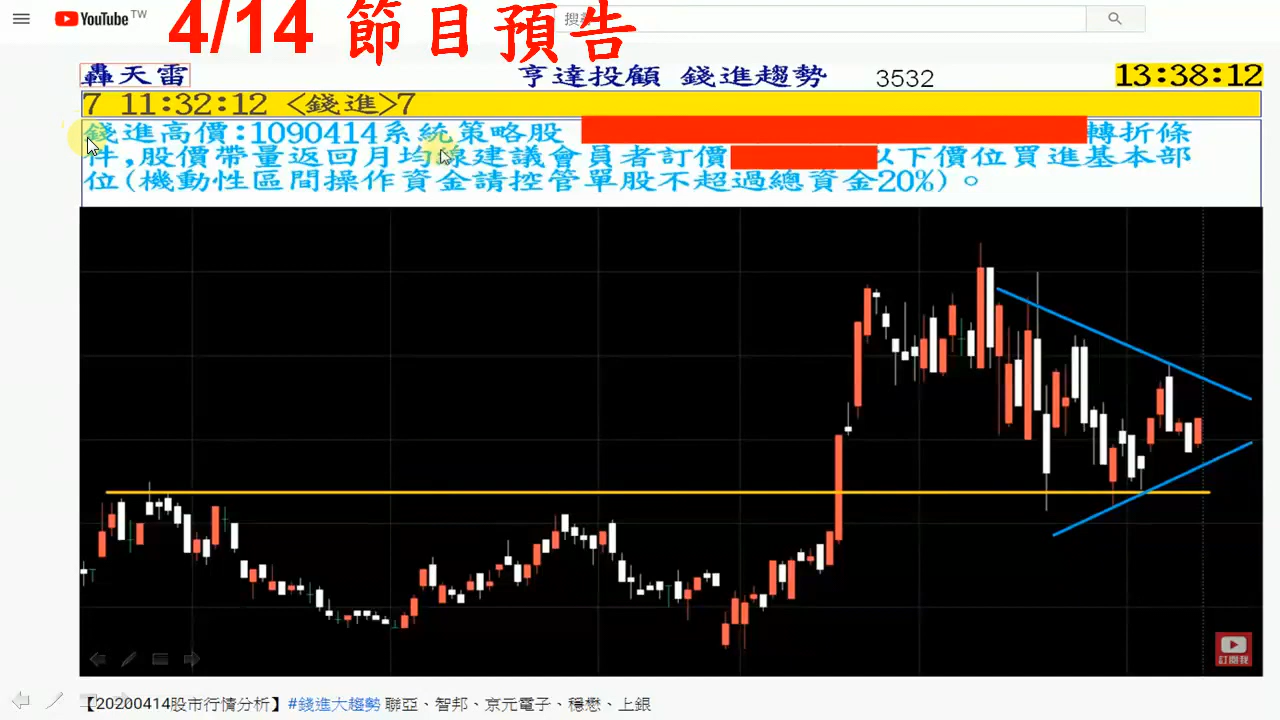 YouTube TW
4/14 節目預告
轟天雷 亨達投顧 錢進趨勢 3532 13:38:12
7 11:32:12 <錢進>7
錢進高價:1090414系統策略股 轉折條
件,股價帶量返回月均線建議會員者訂價 以下價位買進基本部
位(機動性區間操作資金請控管單股不超過總資金20%)。
訂閱我
【20200414股市行情分析】#錢進大趨勢 聯亞、智邦、京元電子、穩懋、上銀